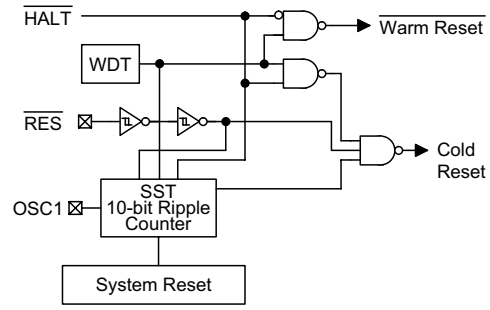 HALT
Warm Reset
WDT
RES
Cold
Reset
SST
10-bit Ripple
Counter
OSC1
System Reset